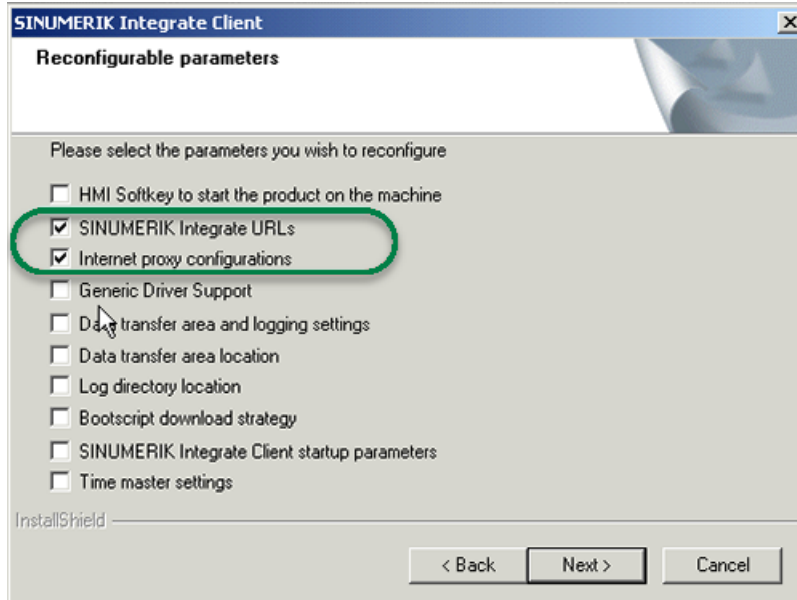 SINUMERIK Integrate Client
Reconfigurable parameters
Please select the parameters you wish to reconfigure
HMI Softkey to start the product on the machine
SINUMERIK Integrate URLs
Internet proxy configurations
Generic Driver Support
Data transfer area and logging settings
Data transfer area location
Log directory location
Bootscript download strategy
SINUMERIK Integrate Client startup parameters
Time master settings
InstallShield
< Back Next > Cancel